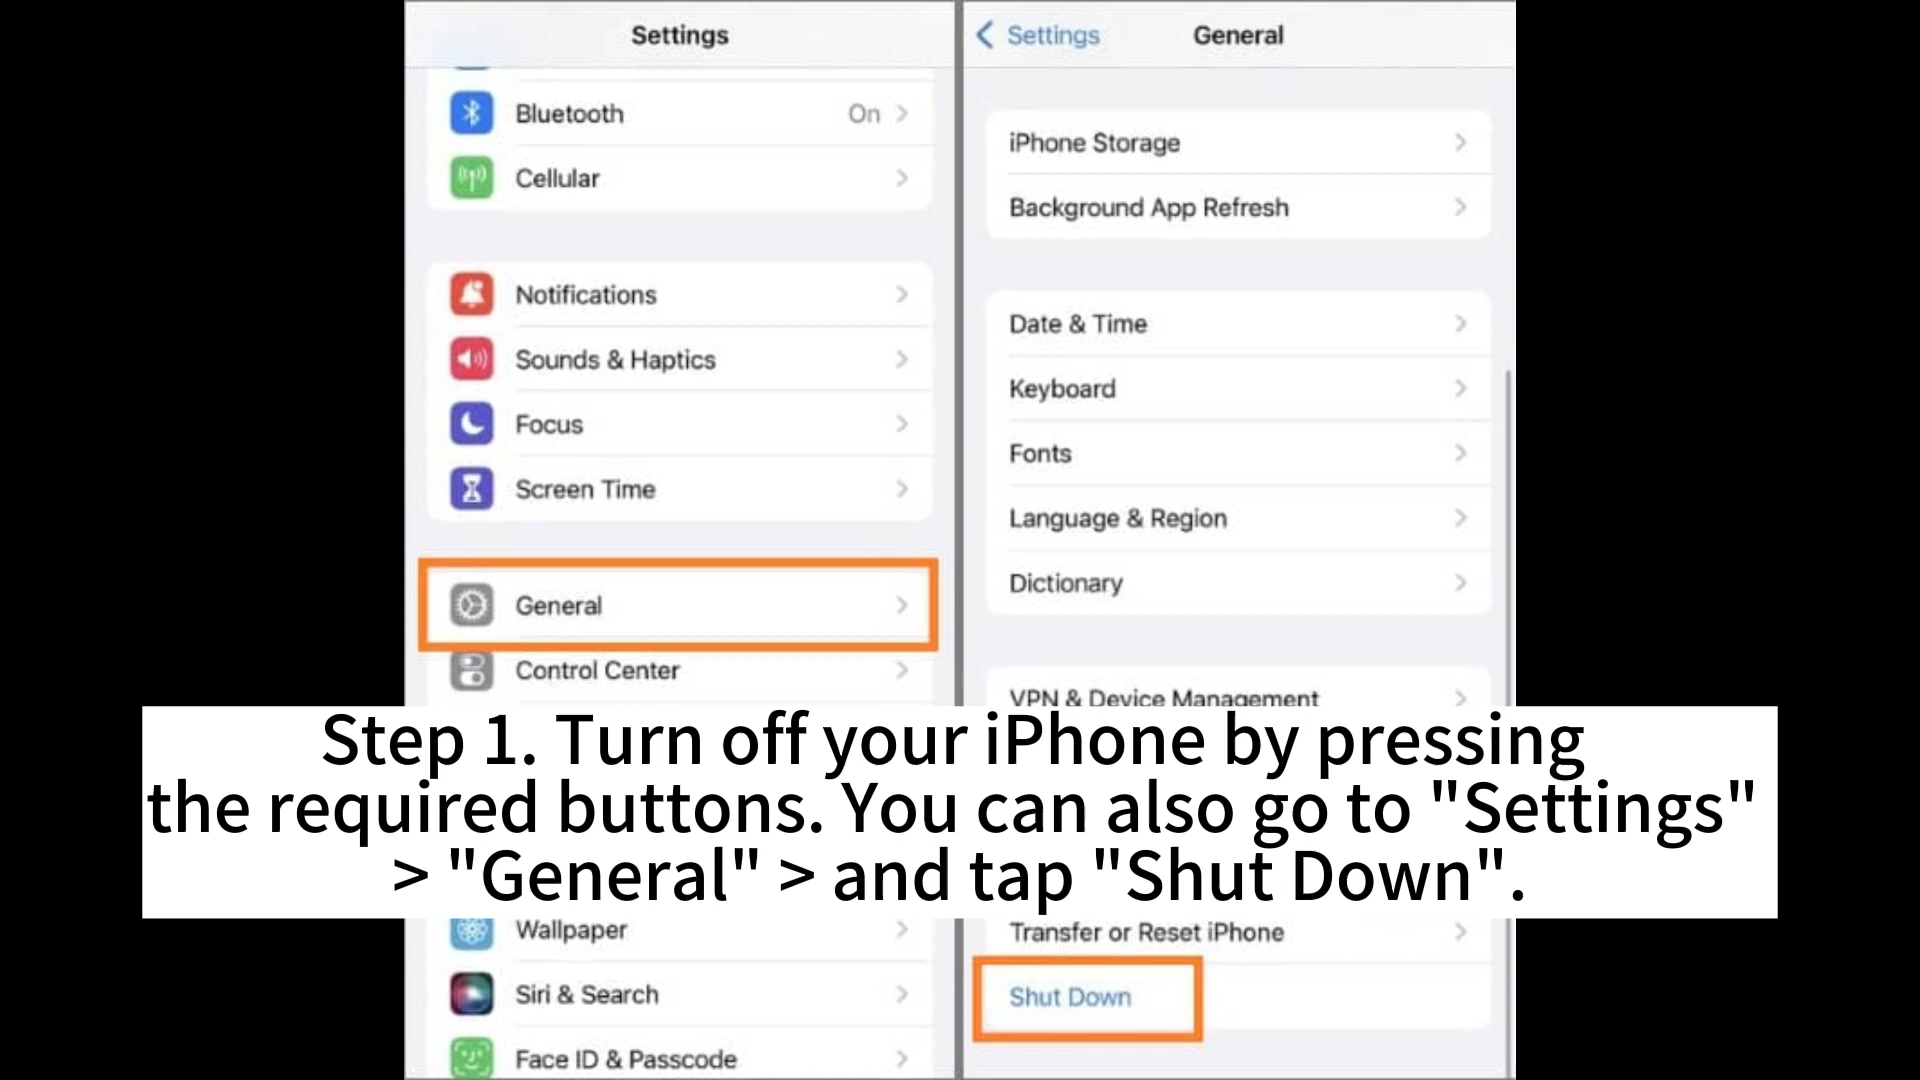 Settings
Bluetooth On
Cellular
Notifications
Sounds & Haptics
Focus
Screen Time
General
Control Center
Settings General
iPhone Storage
Background App Refresh
Date & Time
Keyboard
Fonts
Language & Region
Dictionary
VPN & Device Management
Step 1. Turn off your iPhone by pressing
the required buttons. You can also go to "Settings"
> "General" > and tap "Shut Down".
Wallpaper
Siri & Search
Face ID & Passcode
Transfer or Reset iPhone
Shut Down